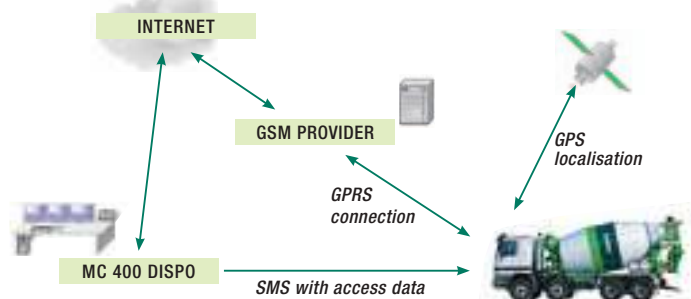 INTERNET
GSM PROVIDER
GPS
localisation
GPRS
connection
MC 400 DISPO
SMS with access data